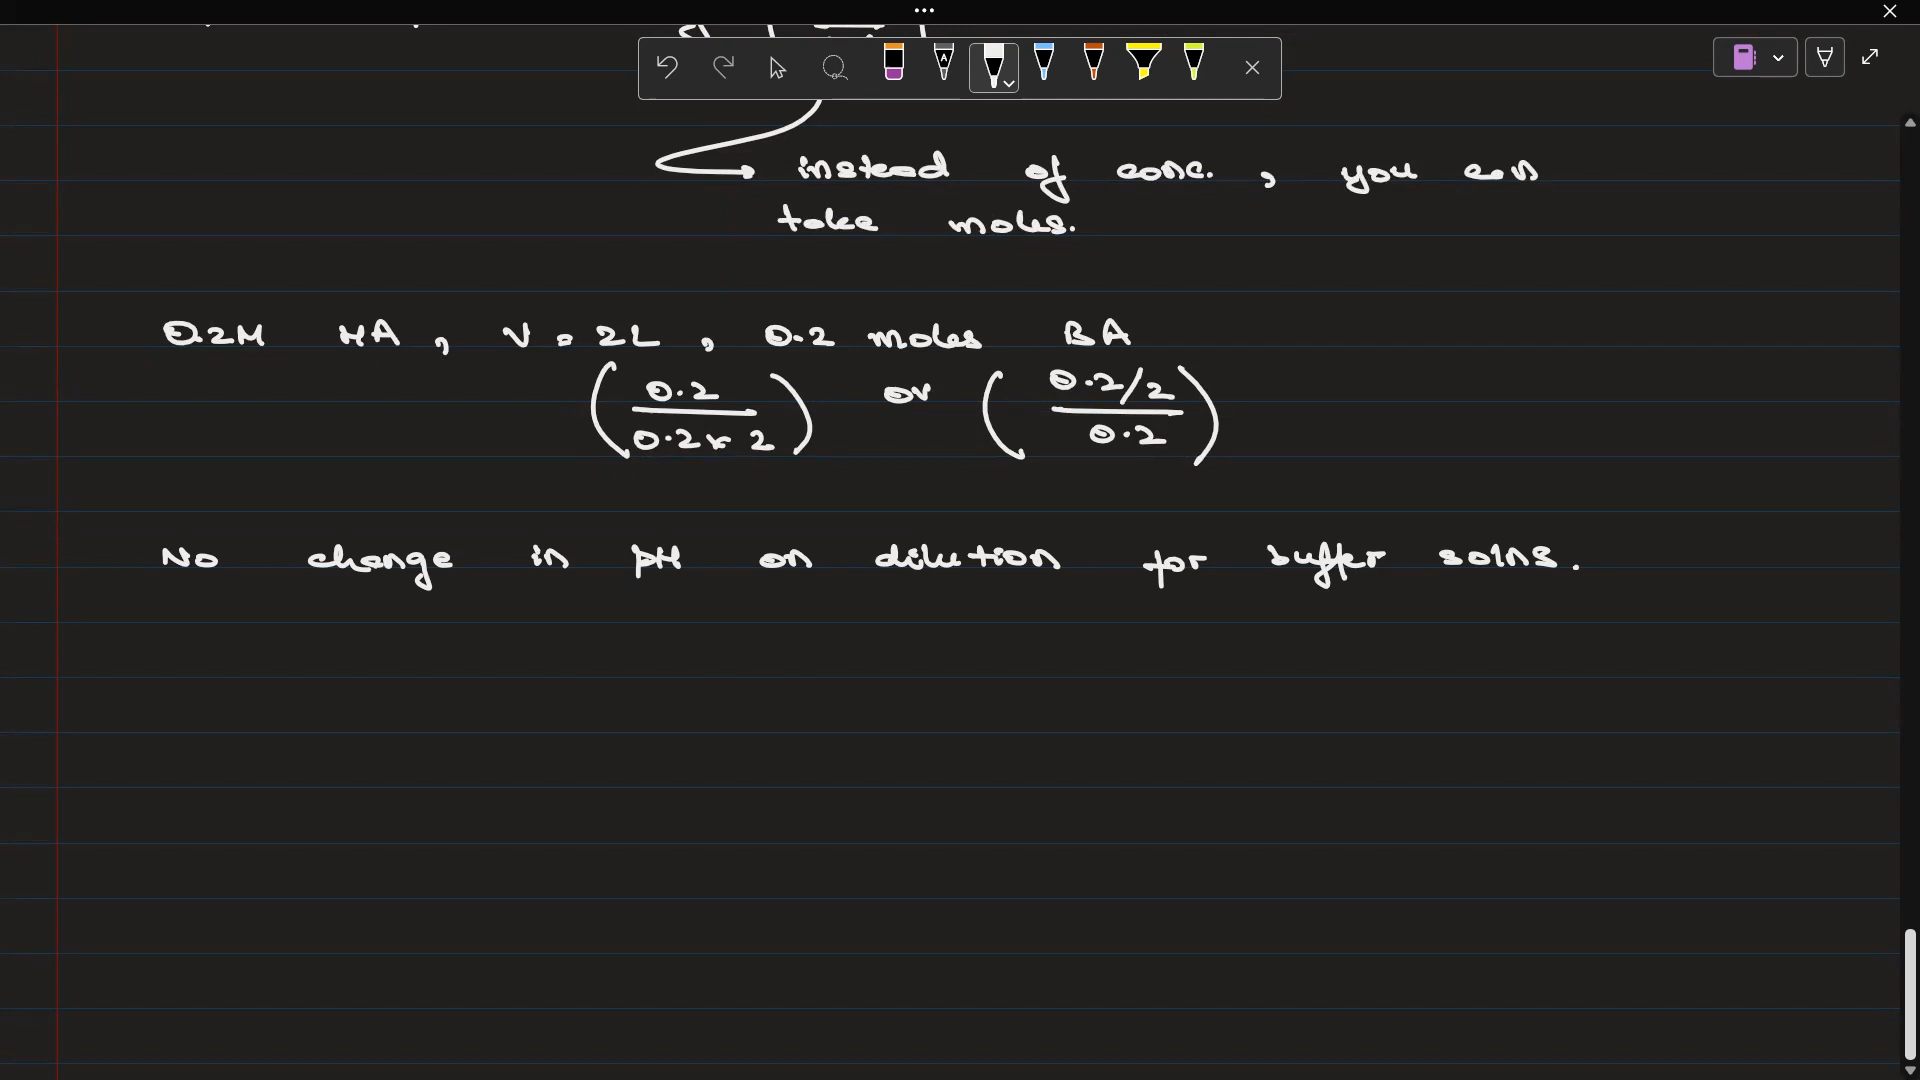 instead of conc. , you can
take moles.
0.2M HA , V = 2L , 0.2 moles BA
(0.2 / 0.2 × 2) or (0.2/2 / 0.2)
No change in pH on dilution for buffer solns.